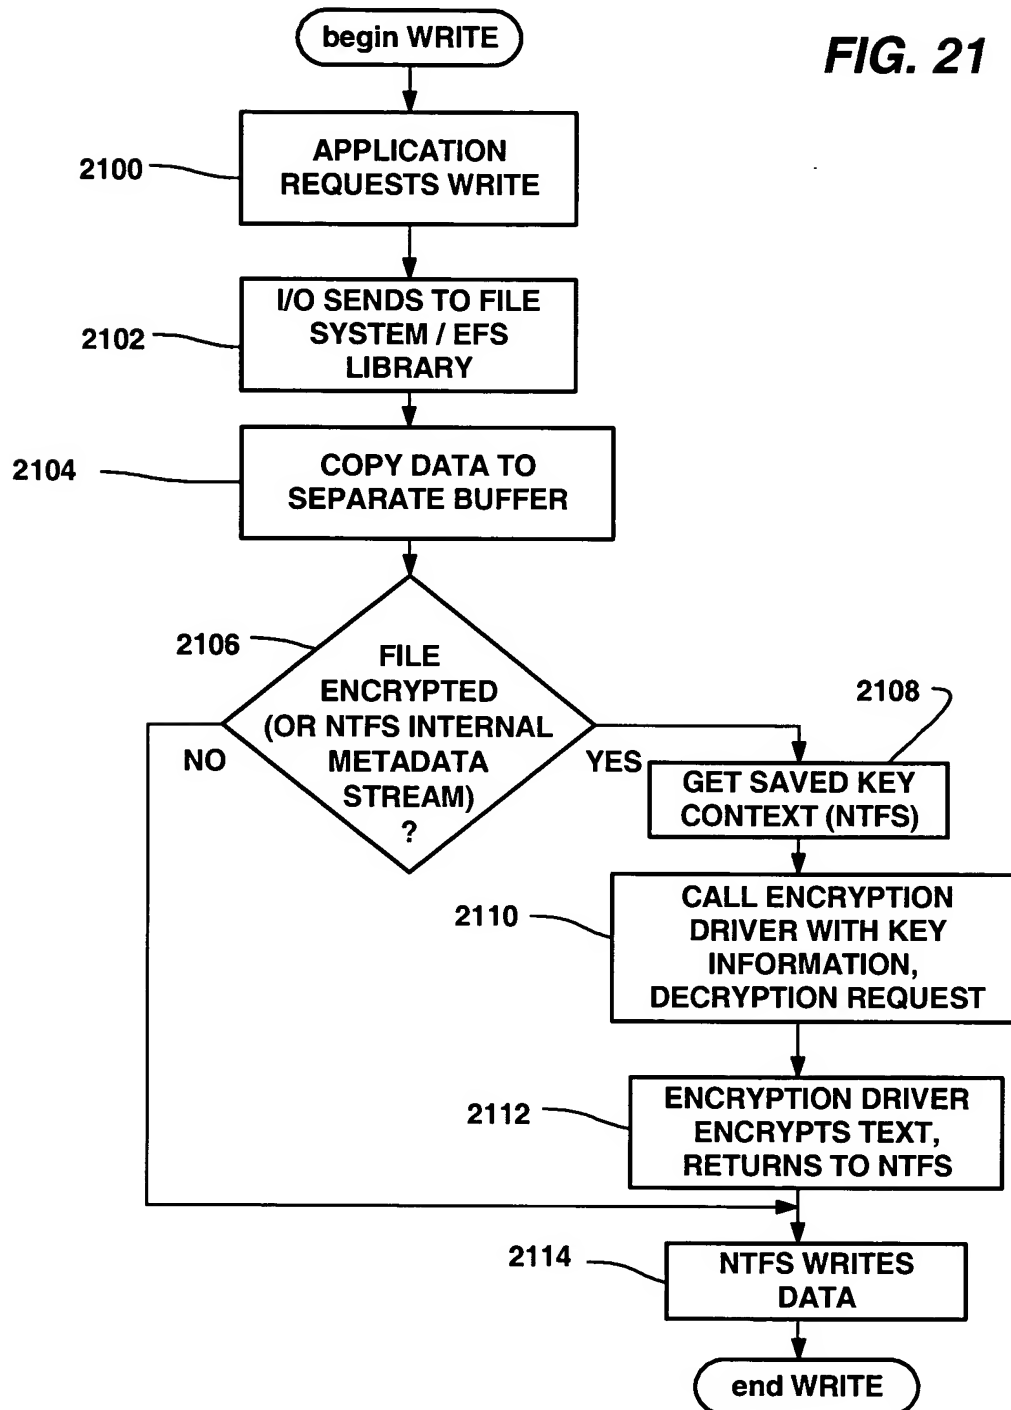 begin WRITE
FIG. 21
2100
APPLICATION
REQUESTS WRITE
2102
I/O SENDS TO FILE
SYSTEM / EFS
LIBRARY
2104
COPY DATA TO
SEPARATE BUFFER
2106
FILE
ENCRYPTED
(OR NTFS INTERNAL
METADATA
STREAM)
?
NO
YES
2108
GET SAVED KEY
CONTEXT (NTFS)
2110
CALL ENCRYPTION
DRIVER WITH KEY
INFORMATION,
DECRYPTION REQUEST
2112
ENCRYPTION DRIVER
ENCRYPTS TEXT,
RETURNS TO NTFS
2114
NTFS WRITES
DATA
end WRITE